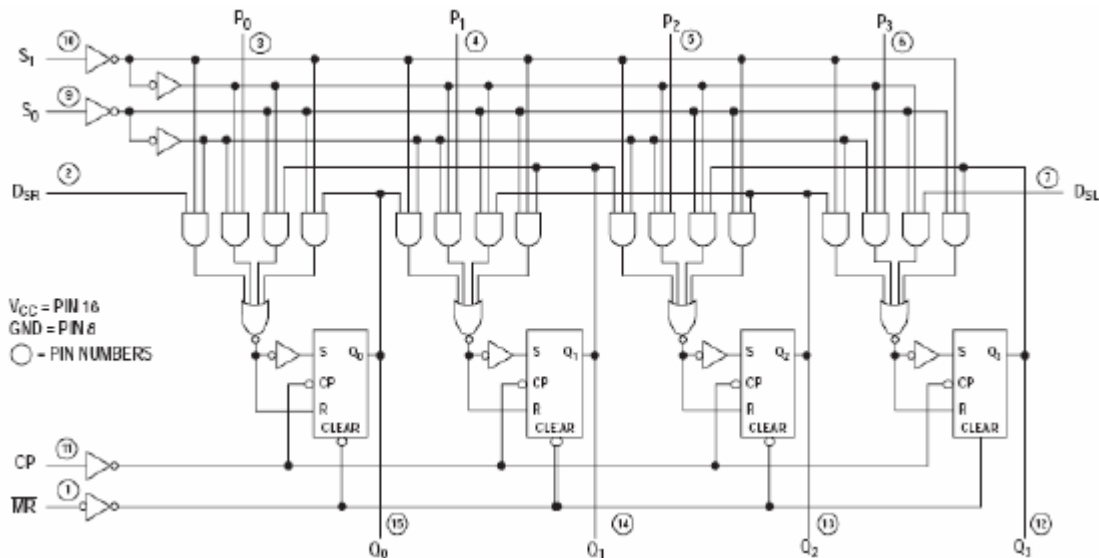 P0 P1 P2 P3
10 3 4 5 6
S1
9
S0
2 7
DSR DSL
VCC = PIN 16
GND = PIN 8
○ = PIN NUMBERS
S Q0 S Q1 S Q2 S Q3
CP CP CP CP
R R R R
CLEAR CLEAR CLEAR CLEAR
11
CP
1
MR
15 14 13 12
Q0 Q1 Q2 Q3